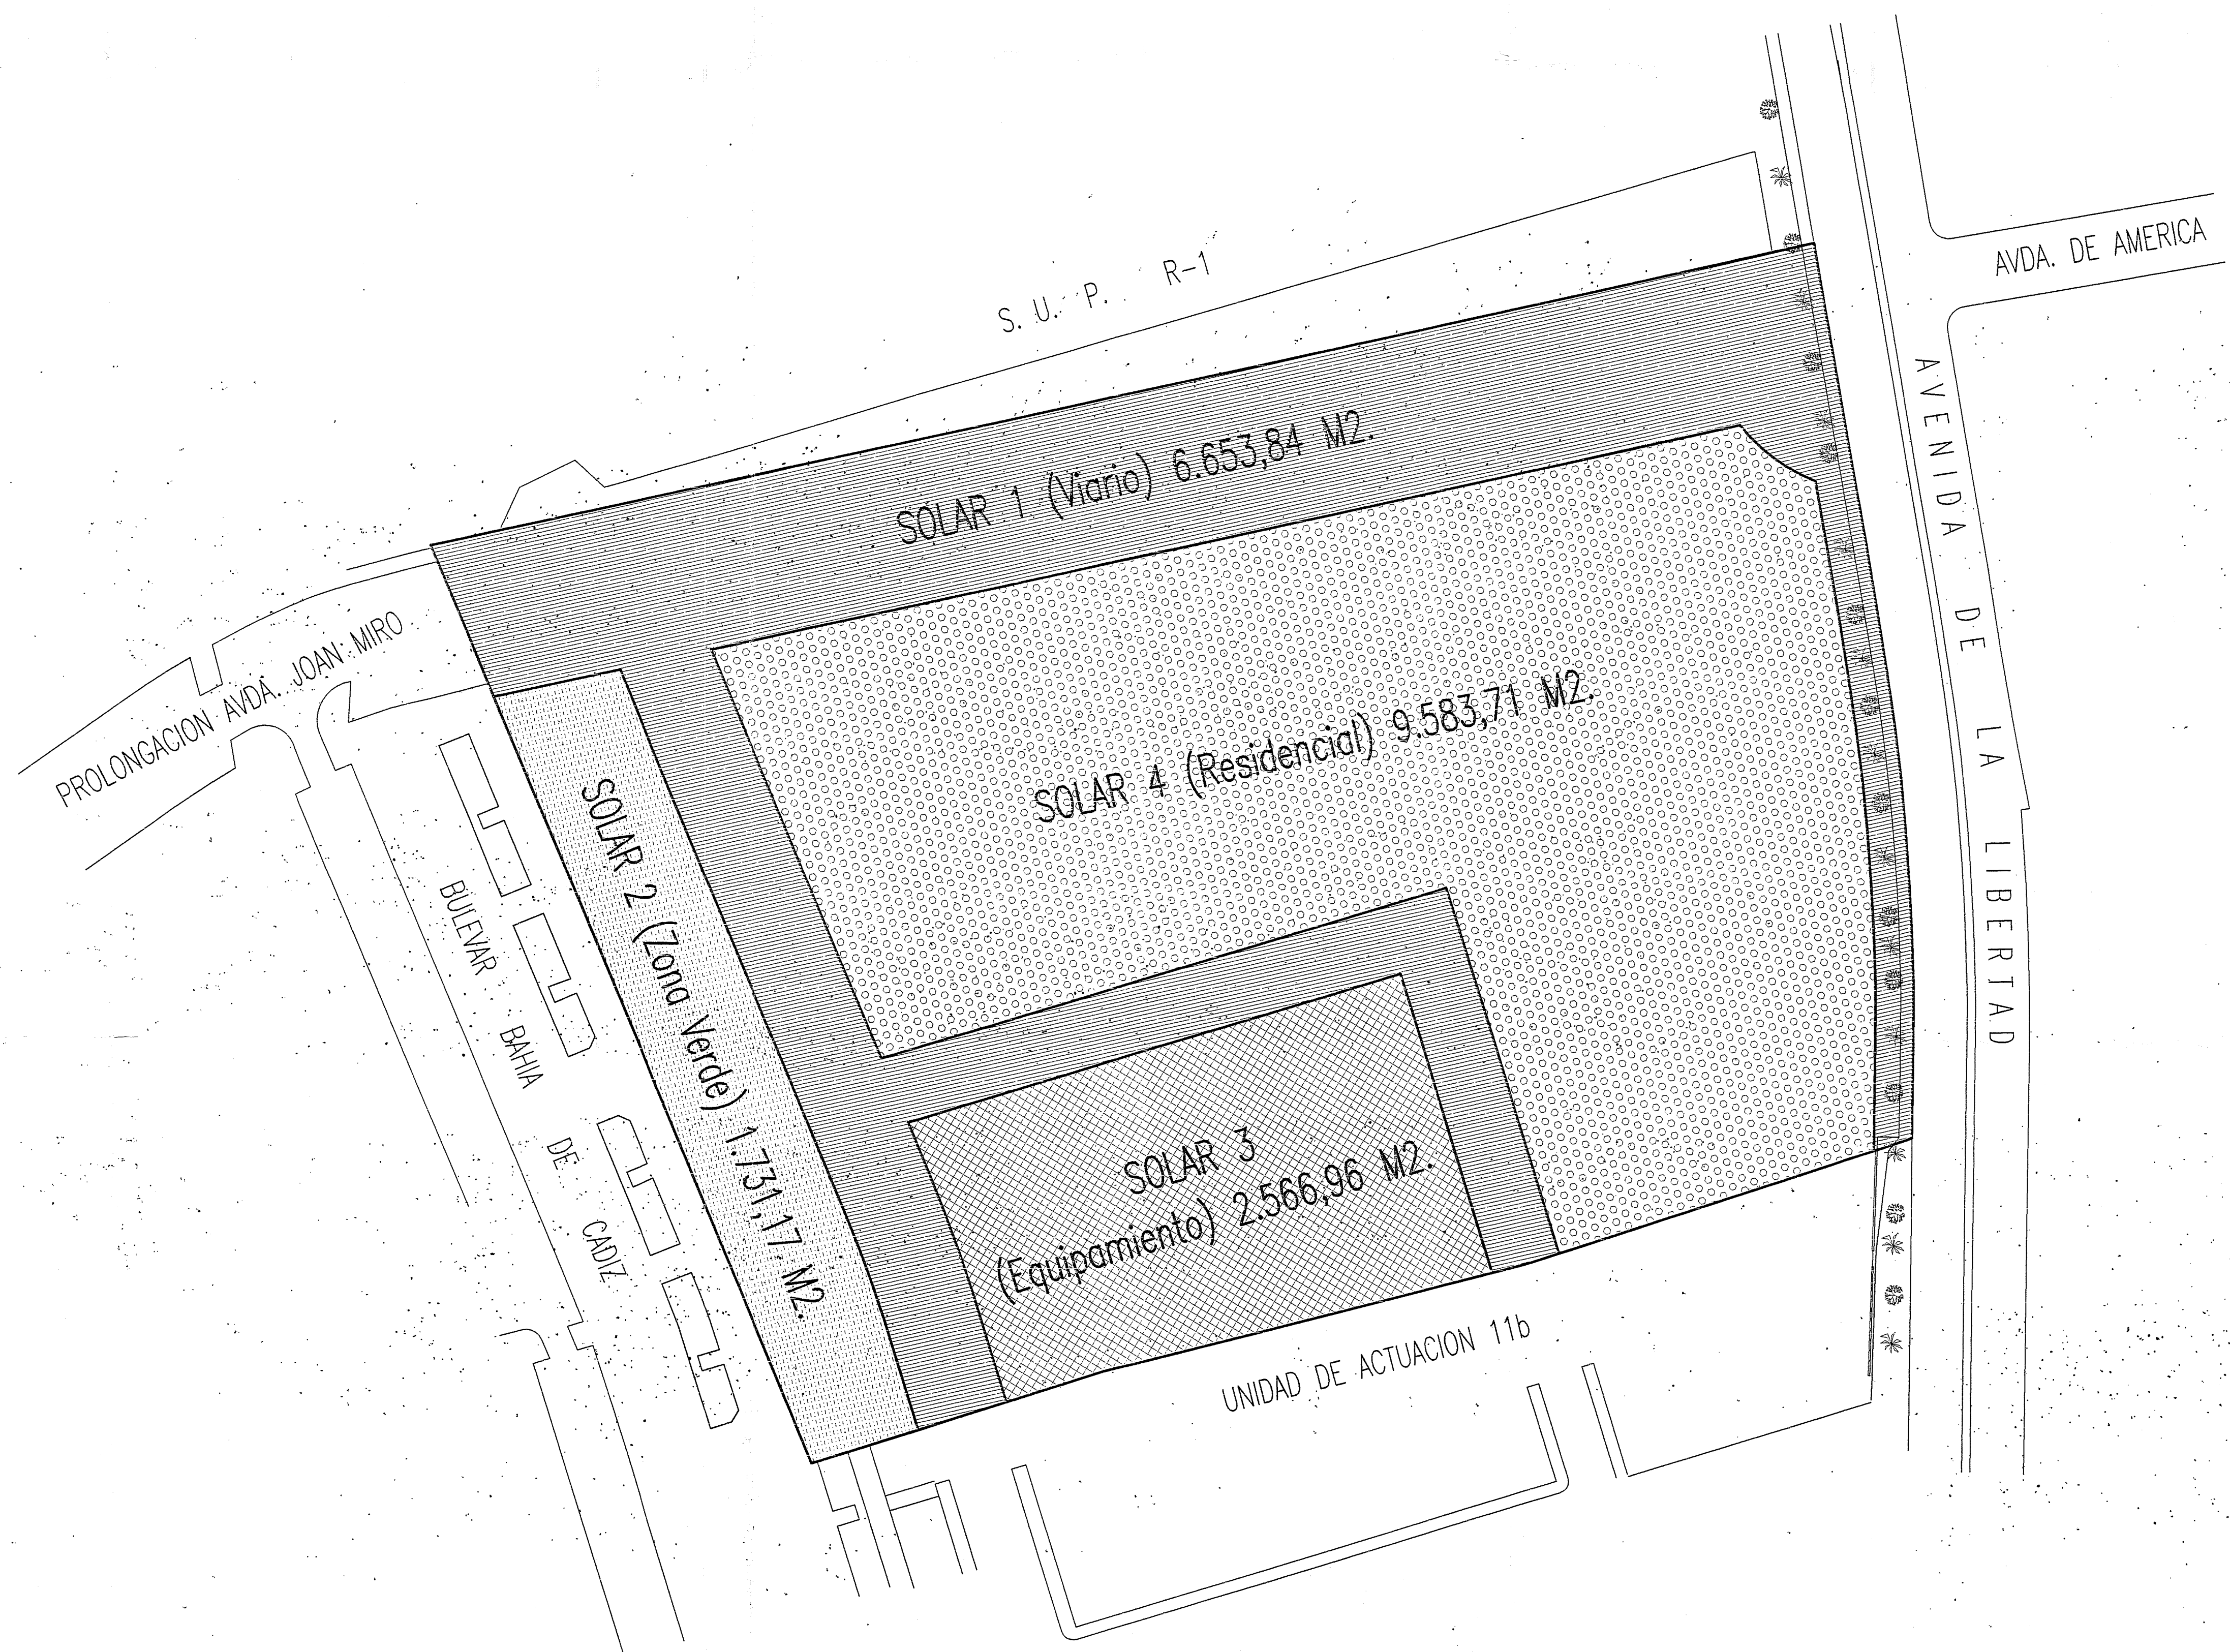 S. U. P. R-1
AVDA. DE AMERICA
SOLAR 1 (Viario) 6.653,84 M2.
AVENIDA DE LA LIBERTAD
PROLONGACION AVDA. JOAN MIRO
SOLAR 4 (Residencial) 9.583,71 M2.
SOLAR 2 (Zona Verde) 1.731,17 M2.
BULEVAR BAHIA DE CADIZ
SOLAR 3
(Equipamiento) 2.566,96 M2.
UNIDAD DE ACTUACION 11b